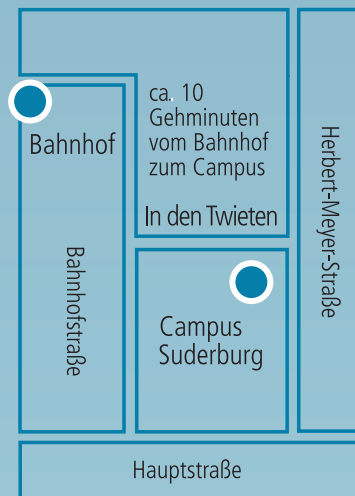 ca. 10
Gehminuten
vom Bahnhof
zum Campus
Bahnhof
In den Twieten
Herbert-Meyer-Straße
Bahnhofstraße
Campus
Suderburg
Hauptstraße